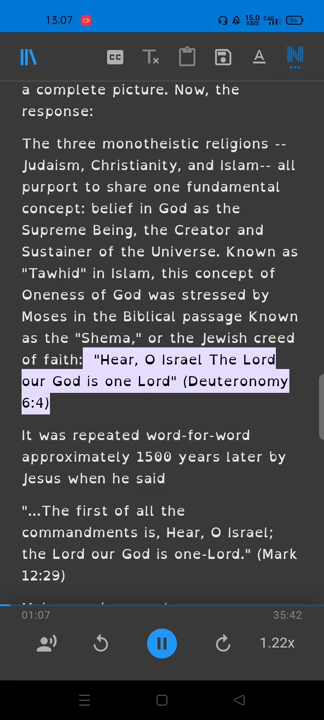 13.07
15.0
KB/S
56
CC
a complete picture. Now, the
response:
The three monotheistic religions --
Judaism, Christianity, and Islam-- all
purport to share one fundamental
concept: belief in God as the
Supreme Being, the Creator and
Sustainer of the Universe. Known as
"Tawhid" in Islam, this concept of
Oneness of God was stressed by
Moses in the Biblical passage Known
as the "Shema," or the Jewish creed
of faith: "Hear, O Israel The Lord
our God is one Lord" (Deuteronomy
6:4)
It was repeated word-for-word
approximately 1500 years later by
Jesus when he said
"...The first of all the
commandments is, Hear, O Israel;
the Lord our God is one-Lord." (Mark
12:29)
01:07
35:42
1.22x